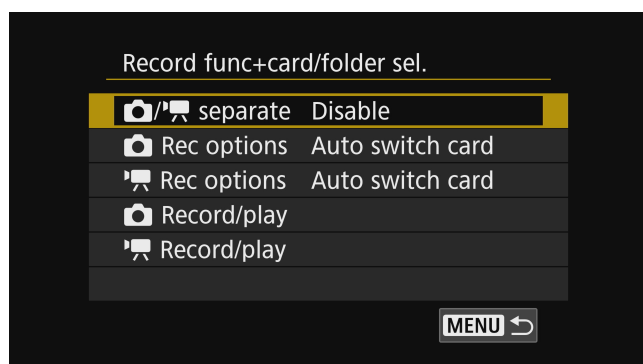 Record func+card/folder sel.
/ separate Disable
Rec options Auto switch card
Rec options Auto switch card
Record/play
Record/play
MENU